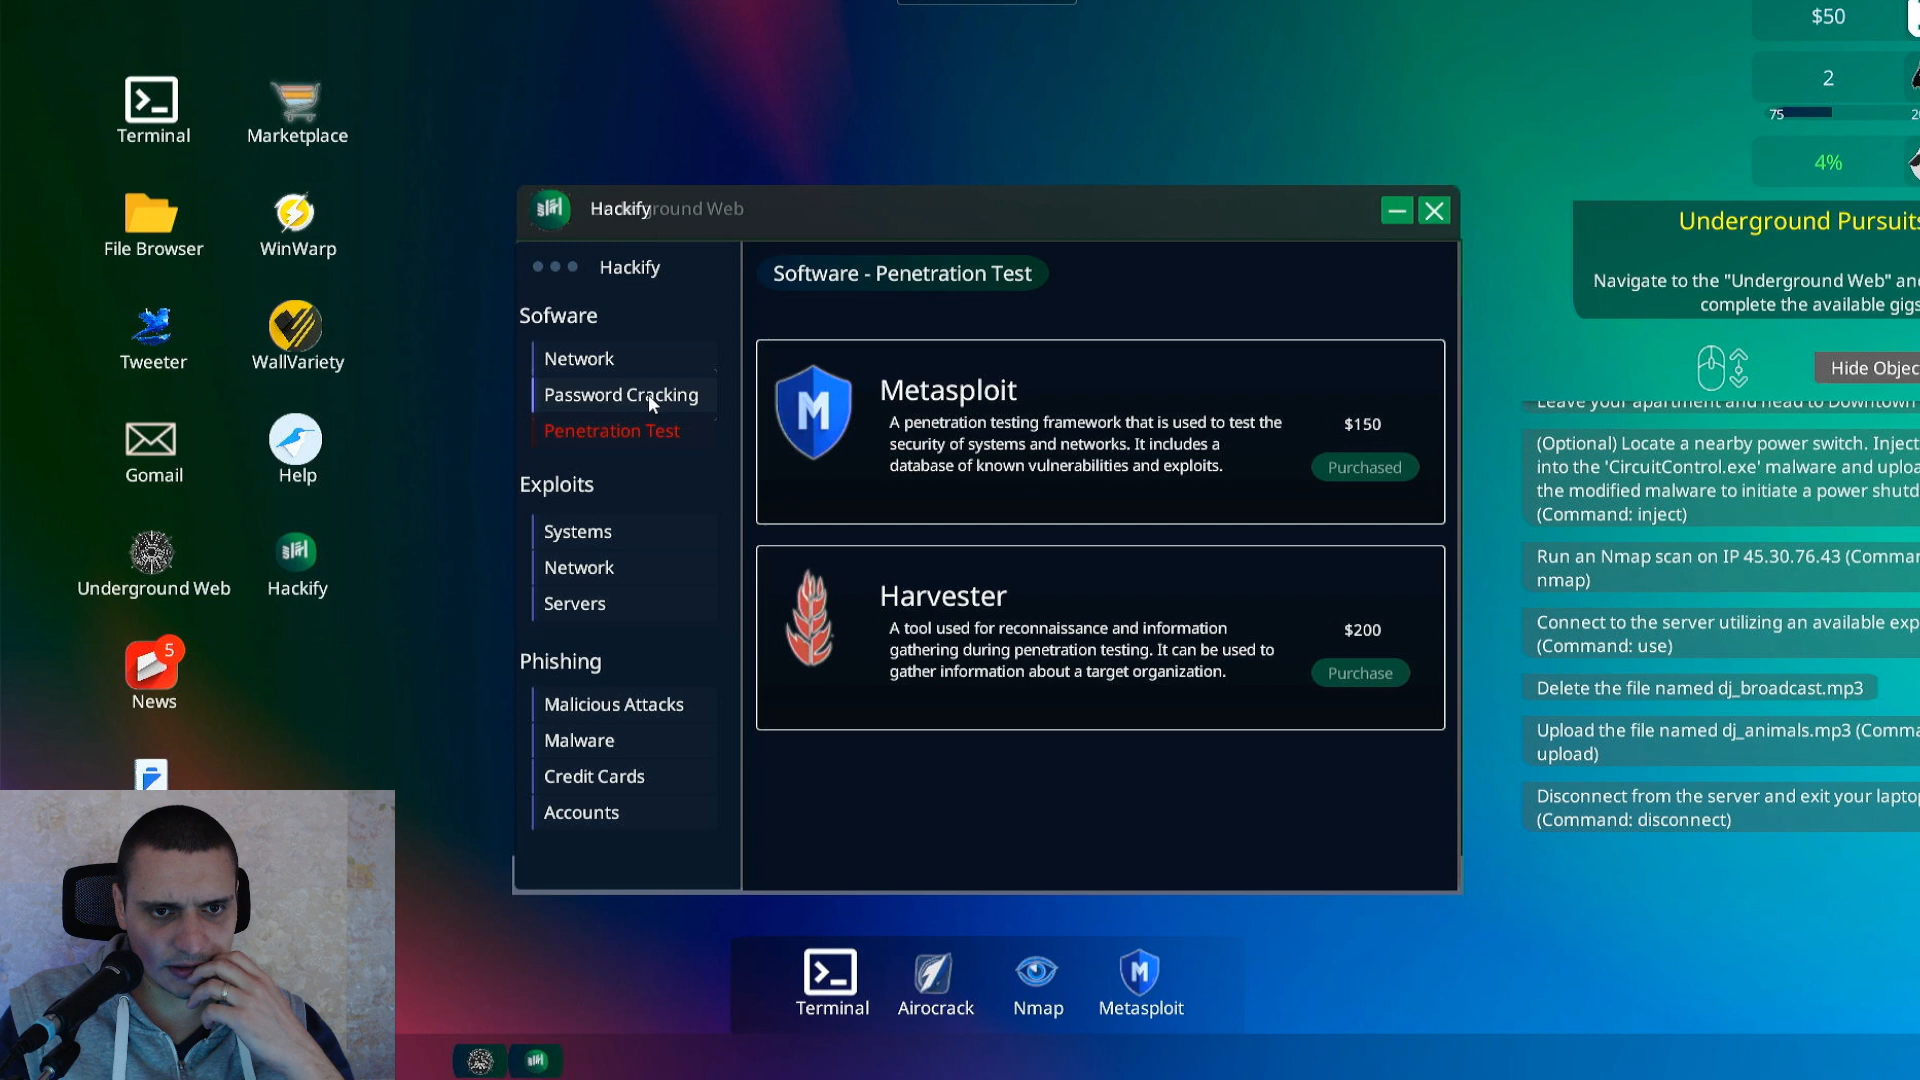 $50
2
75
4%
Terminal
Marketplace
File Browser
WinWarp
Tweeter
WallVariety
Gomail
Help
Underground Web
Hackify
News
5
Hackify
Hackify
Sofware
Network
Password Cracking
Penetration Test
Exploits
Systems
Network
Servers
Phishing
Malicious Attacks
Malware
Credit Cards
Accounts
Software - Penetration Test
M
Metasploit
A penetration testing framework that is used to test the
security of systems and networks. It includes a
database of known vulnerabilities and exploits.
$150
Purchased
Harvester
A tool used for reconnaissance and information
gathering during penetration testing. It can be used to
gather information about a target organization.
$200
Purchase
Underground Pursuits
Navigate to the "Underground Web" and
complete the available gigs
Hide Objec
Leave your apartment and head to Downtown
(Optional) Locate a nearby power switch. Inject
into the 'CircuitControl.exe' malware and uploa
the modified malware to initiate a power shutd
(Command: inject)
Run an Nmap scan on IP 45.30.76.43 (Comma
nmap)
Connect to the server utilizing an available exp
(Command: use)
Delete the file named dj_broadcast.mp3
Upload the file named dj_animals.mp3 (Comma
upload)
Disconnect from the server and exit your laptop
(Command: disconnect)
Terminal
Airocrack
Nmap
M
Metasploit